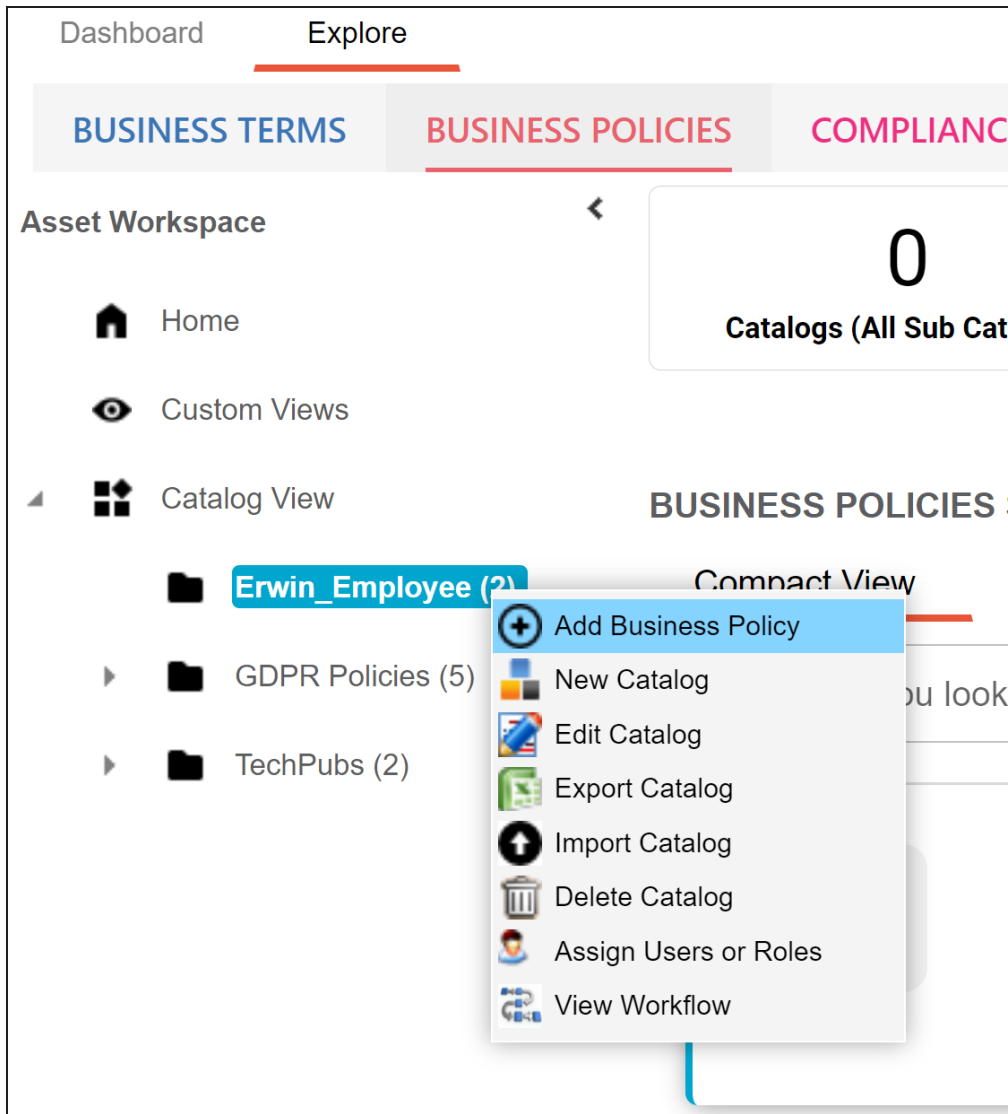 Dashboard Explore
BUSINESS TERMS BUSINESS POLICIES COMPLIANC
Asset Workspace
0
Catalogs (All Sub Cat
Home
Custom Views
Catalog View
BUSINESS POLICIES
Erwin_Employee (2)
Compact View
Add Business Policy
GDPR Policies (5)
New Catalog
ou look
Edit Catalog
TechPubs (2)
Export Catalog
Import Catalog
Delete Catalog
Assign Users or Roles
View Workflow